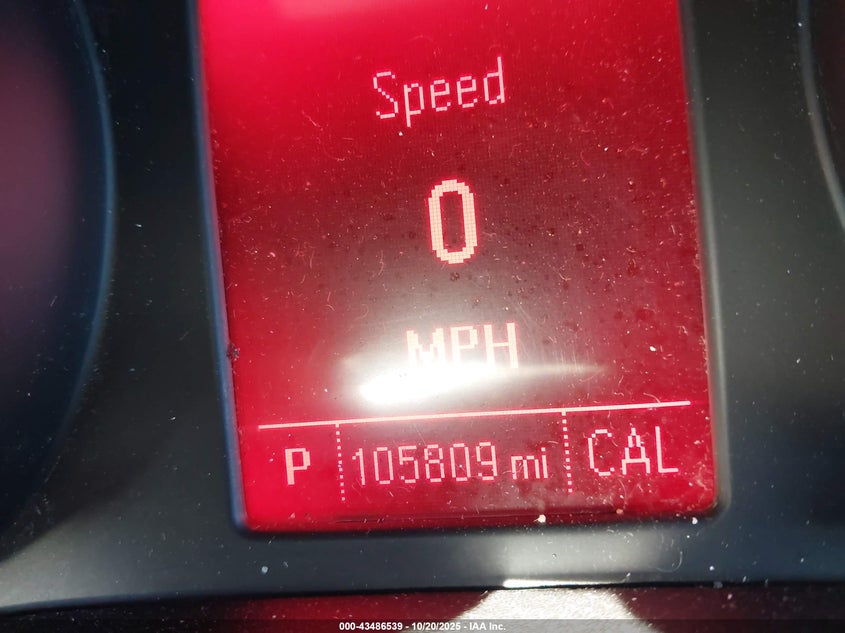 Speed
0
MPH
P 105809 mi CAL
000-43486539 - 10/20/2025 - IAA Inc.